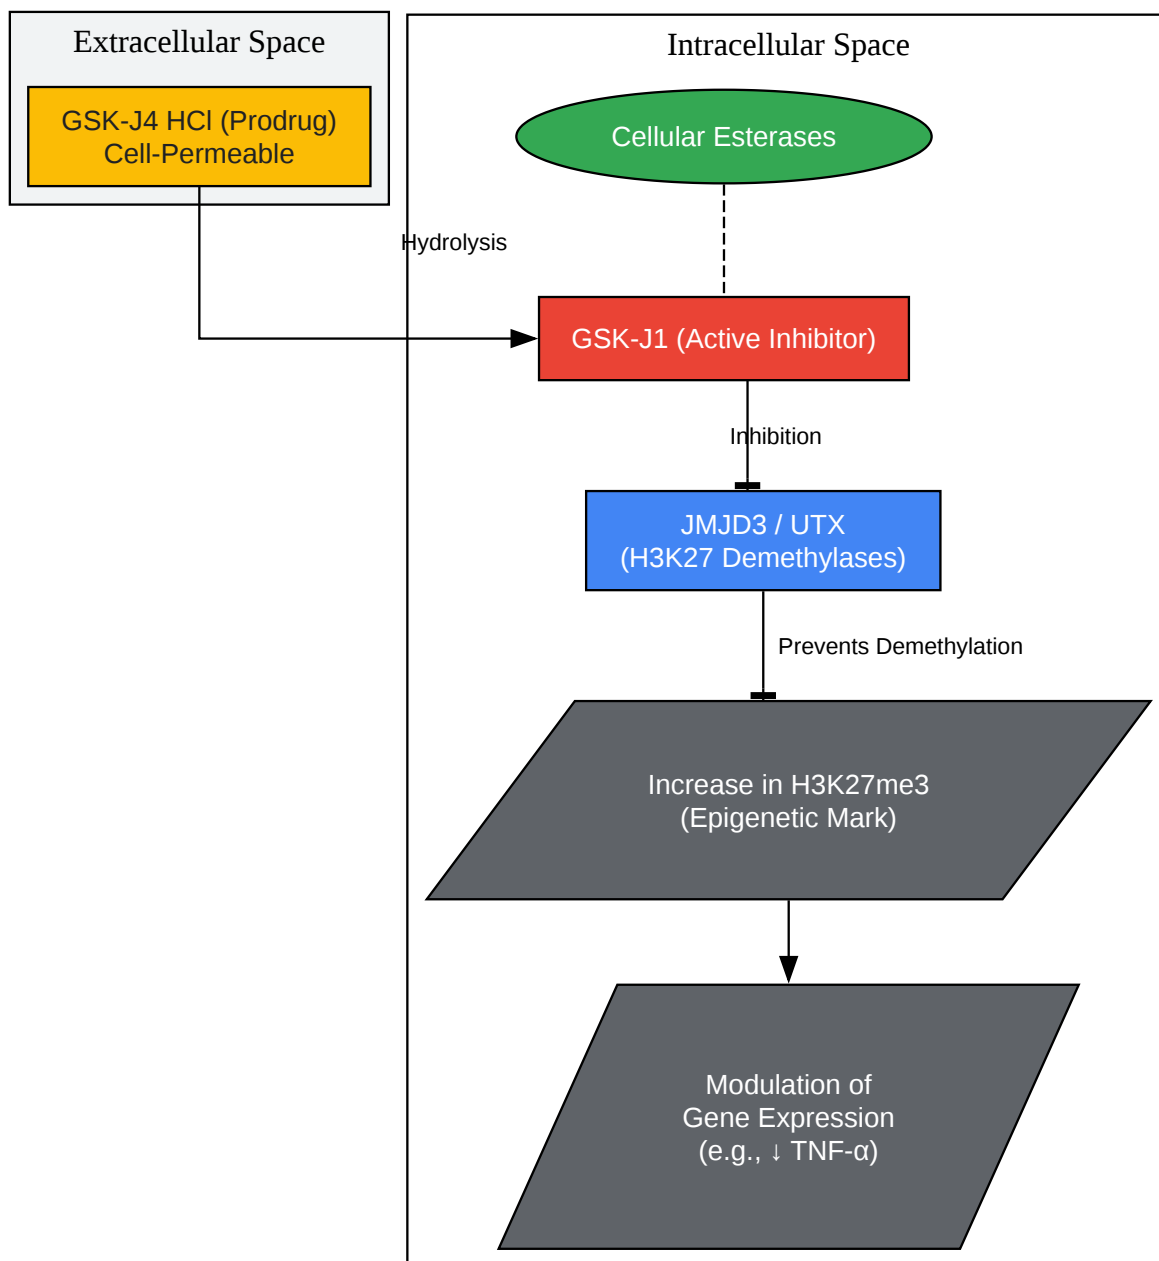 Extracellular Space
GSK-J4 HCl (Prodrug)
Cell-Permeable
Intracellular Space
Cellular Esterases
Hydrolysis
GSK-J1 (Active Inhibitor)
Inhibition
JMJD3 / UTX
(H3K27 Demethylases)
Prevents Demethylation
Increase in H3K27me3
(Epigenetic Mark)
Modulation of
Gene Expression
(e.g., ↓ TNF-α)